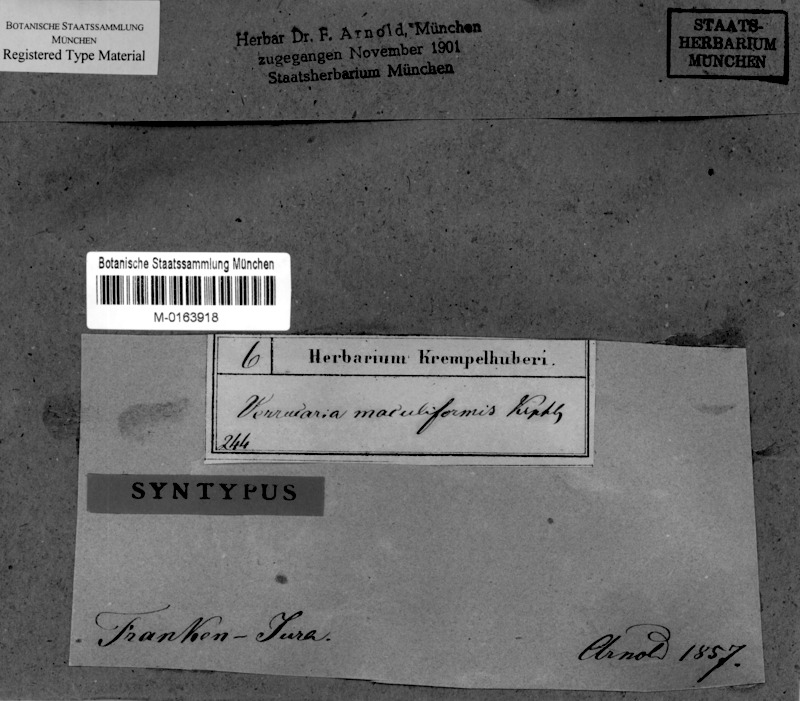 BOTANISCHE STAATSSAMMLUNG
MÜNCHEN
Registered Type Material
Herbar Dr. F. Arnold, München
zugegangen November 1901
Staatsherbarium München
STAATS-
HERBARIUM
MÜNCHEN
Botanische Staatssammlung München
M-0163918
6 Herbarium Krempelhuberi.
Verrucaria maculiformis Krphb
244
SYNTYPUS
Franken-Jura.
Arnold 1857.